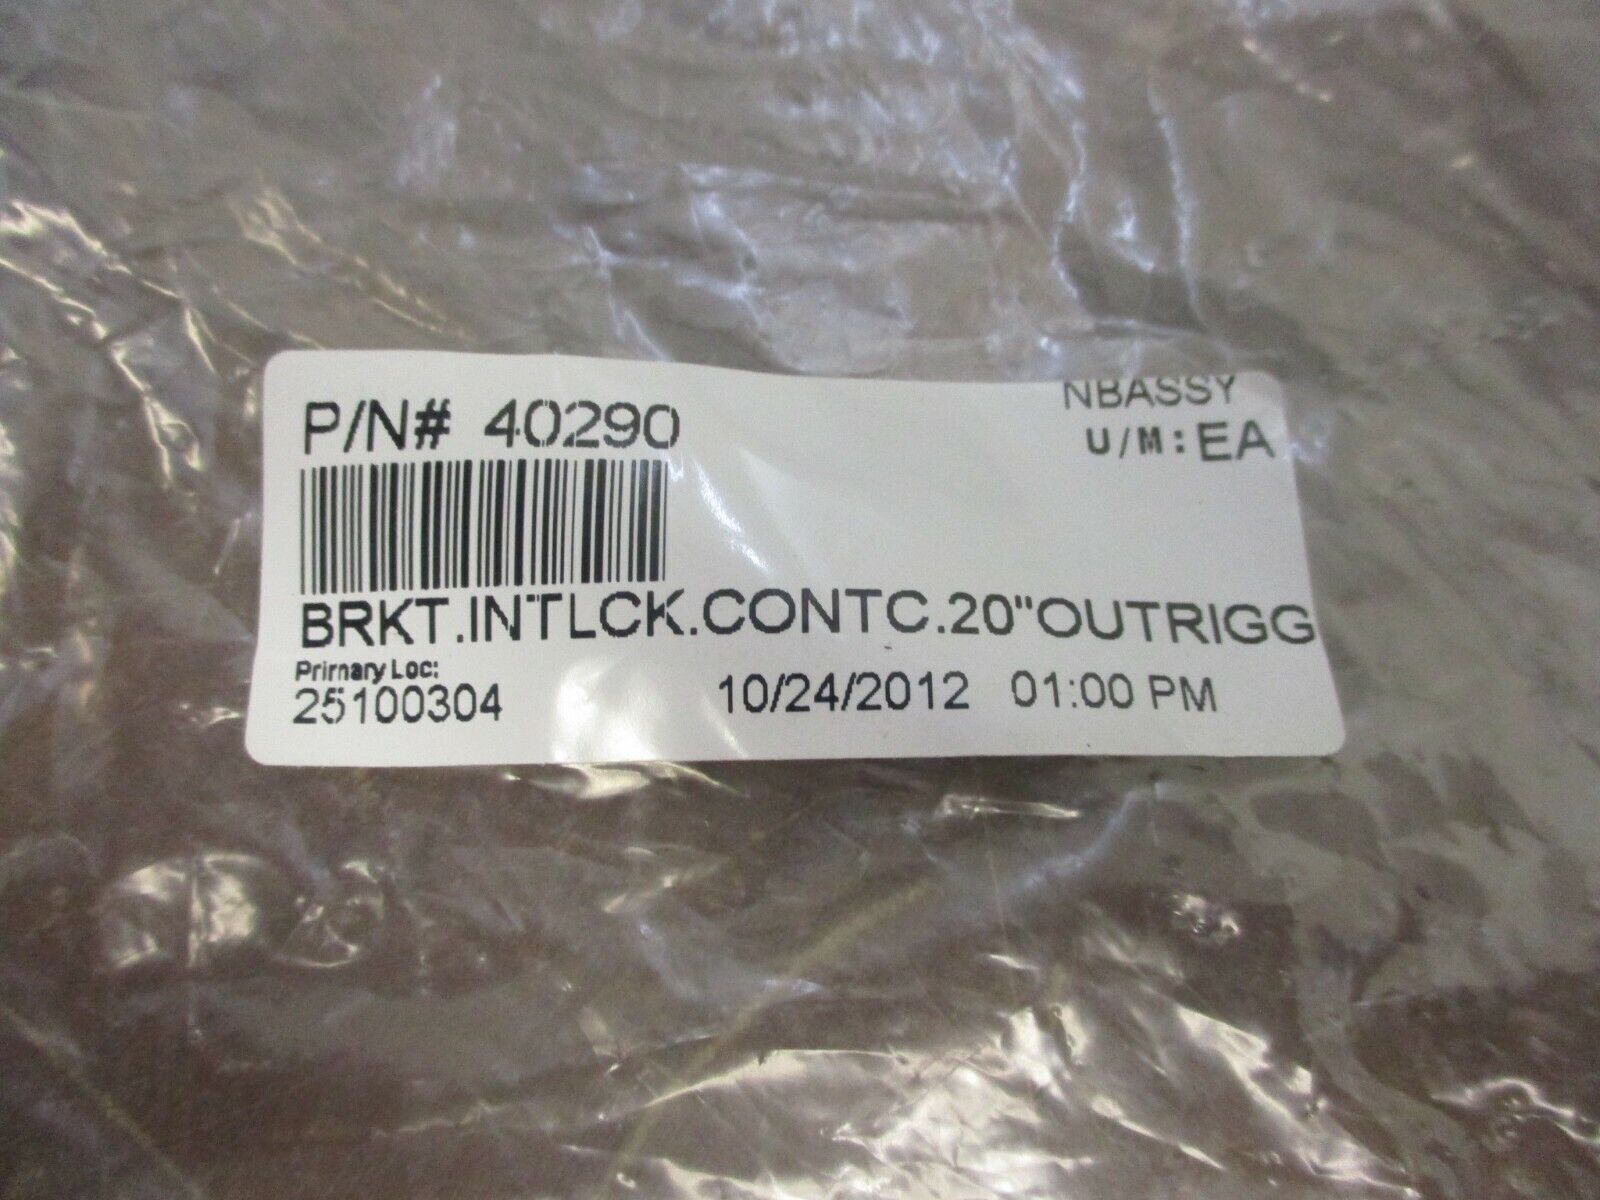 P/N# 40290
NBASSY
U/M: EA
BRKT.INTLCK.CONTC.20"OUTRIGG
Primary Loc:
25100304 10/24/2012 01:00 PM